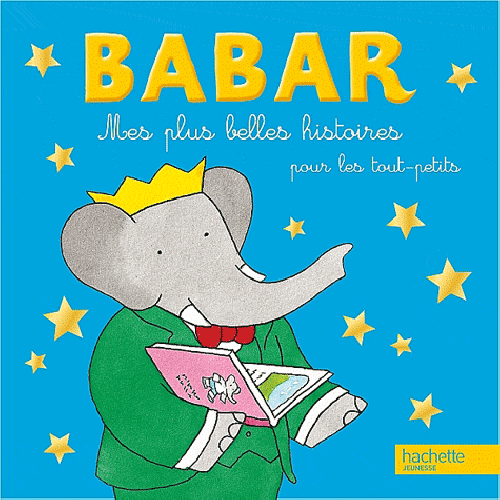 BABAR
Mes plus belles histoires
pour les tout-petits
hachette
JEUNESSE